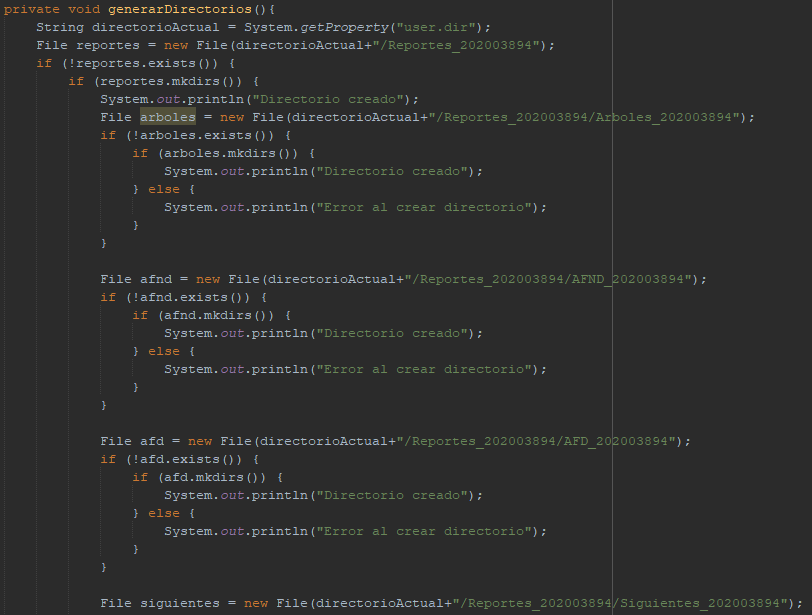 private void generarDirectorios(){
    String directorioActual = System.getProperty("user.dir");
    File reportes = new File(directorioActual+"/Reportes_202003894");
    if (!reportes.exists()) {
        if (reportes.mkdirs()) {
            System.out.println("Directorio creado");
            File arboles = new File(directorioActual+"/Reportes_202003894/Arboles_202003894");
            if (!arboles.exists()) {
                if (arboles.mkdirs()) {
                    System.out.println("Directorio creado");
                } else {
                    System.out.println("Error al crear directorio");
                }
            }

            File afnd = new File(directorioActual+"/Reportes_202003894/AFND_202003894");
            if (!afnd.exists()) {
                if (afnd.mkdirs()) {
                    System.out.println("Directorio creado");
                } else {
                    System.out.println("Error al crear directorio");
                }
            }

            File afd = new File(directorioActual+"/Reportes_202003894/AFD_202003894");
            if (!afd.exists()) {
                if (afd.mkdirs()) {
                    System.out.println("Directorio creado");
                } else {
                    System.out.println("Error al crear directorio");
                }
            }

            File siguientes = new File(directorioActual+"/Reportes_202003894/Siguientes_202003894");